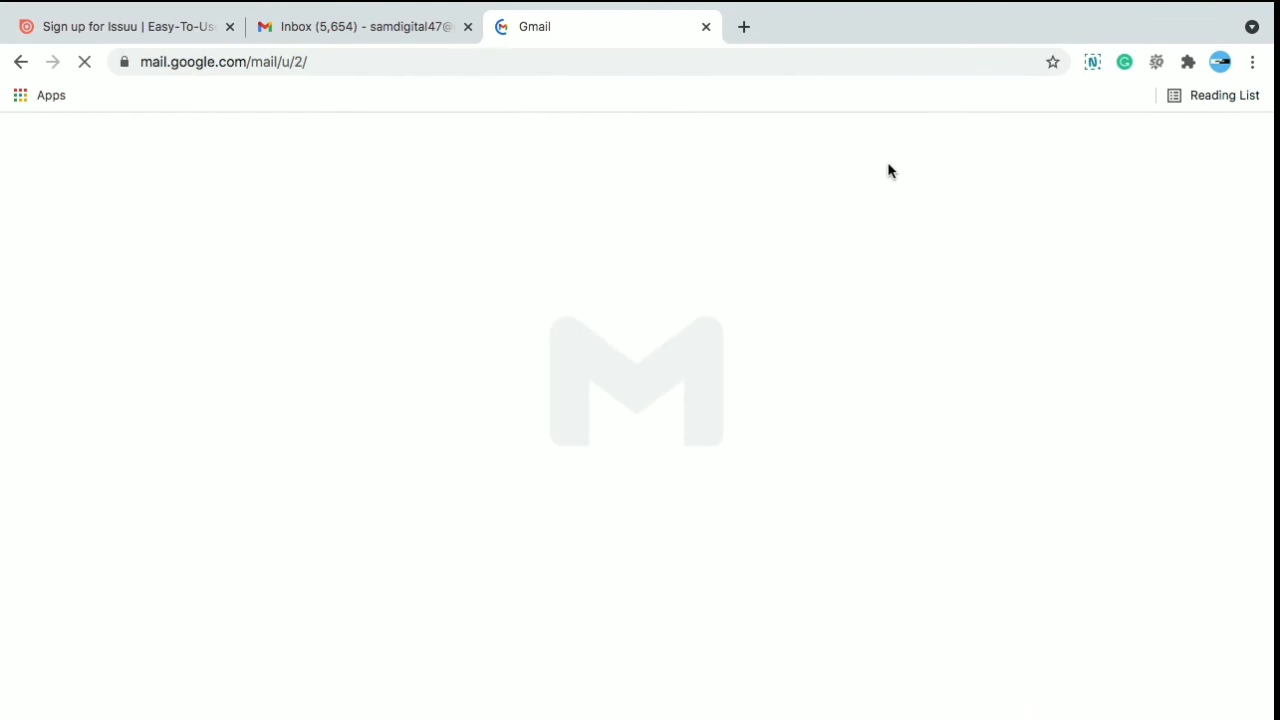 Sign up for Issuu | Easy-To-Us
Inbox (5,654) - samdigital47@
Gmail
mail.google.com/mail/u/2/
Apps
Reading List